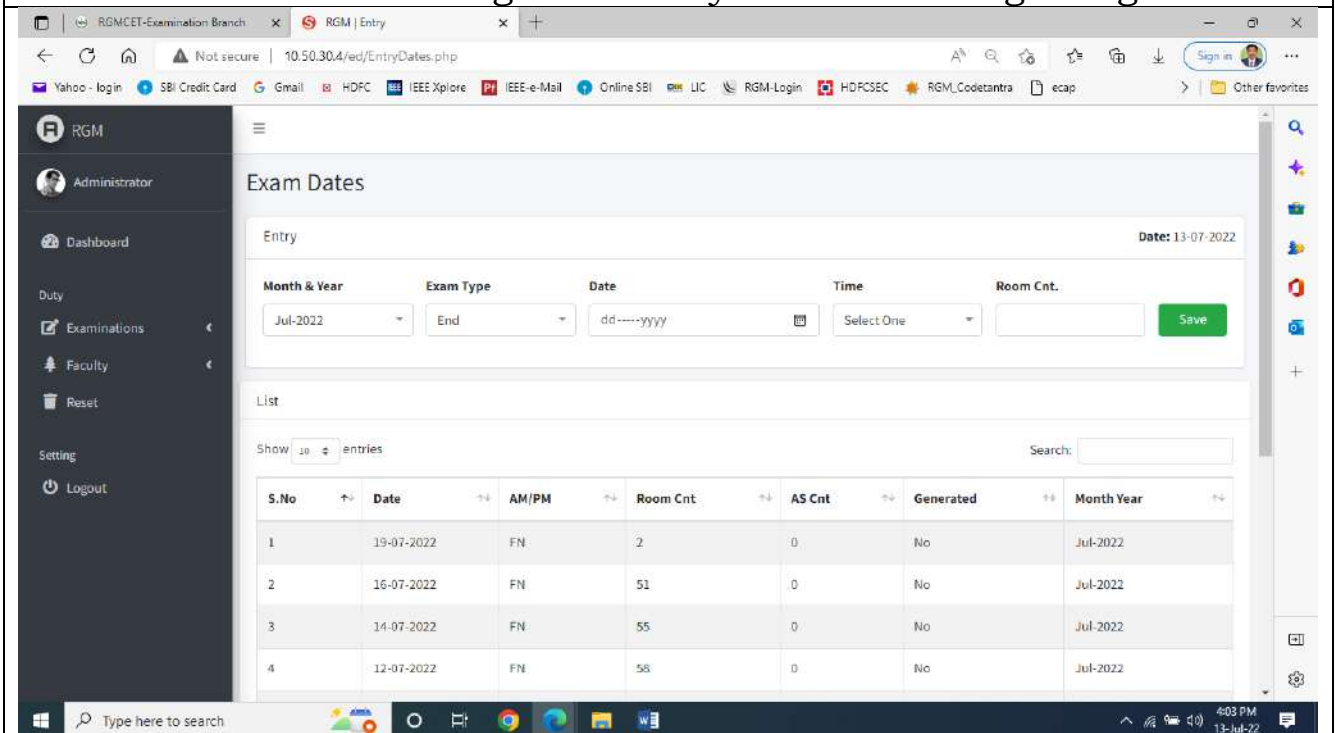 RGMCET-Examination Branch
RGM | Entry
Not secure | 10.50.30.4/ed/EntryDates.php
Sign in
Yahoo - login SBI Credit Card Gmail HDFC IEEE Xplore IEEE-e-Mail Online SBI LIC RGM-Login HDFCSEC RGM_Codetantra ecap Other favorites
RGM
Administrator
Exam Dates
Dashboard
Entry Date: 13-07-2022
Duty
Month & Year Exam Type Date Time Room Cnt.
Examinations
Jul-2022 End dd-----yyyy Select One Save
Faculty
Reset
List
Setting
Show 10 entries Search:
Logout
S.No Date AM/PM Room Cnt AS Cnt Generated Month Year
1 19-07-2022 FN 2 0 No Jul-2022
2 16-07-2022 FN 51 0 No Jul-2022
3 14-07-2022 FN 55 0 No Jul-2022
4 12-07-2022 FN 58 0 No Jul-2022
Type here to search
4:03 PM
13-Jul-22